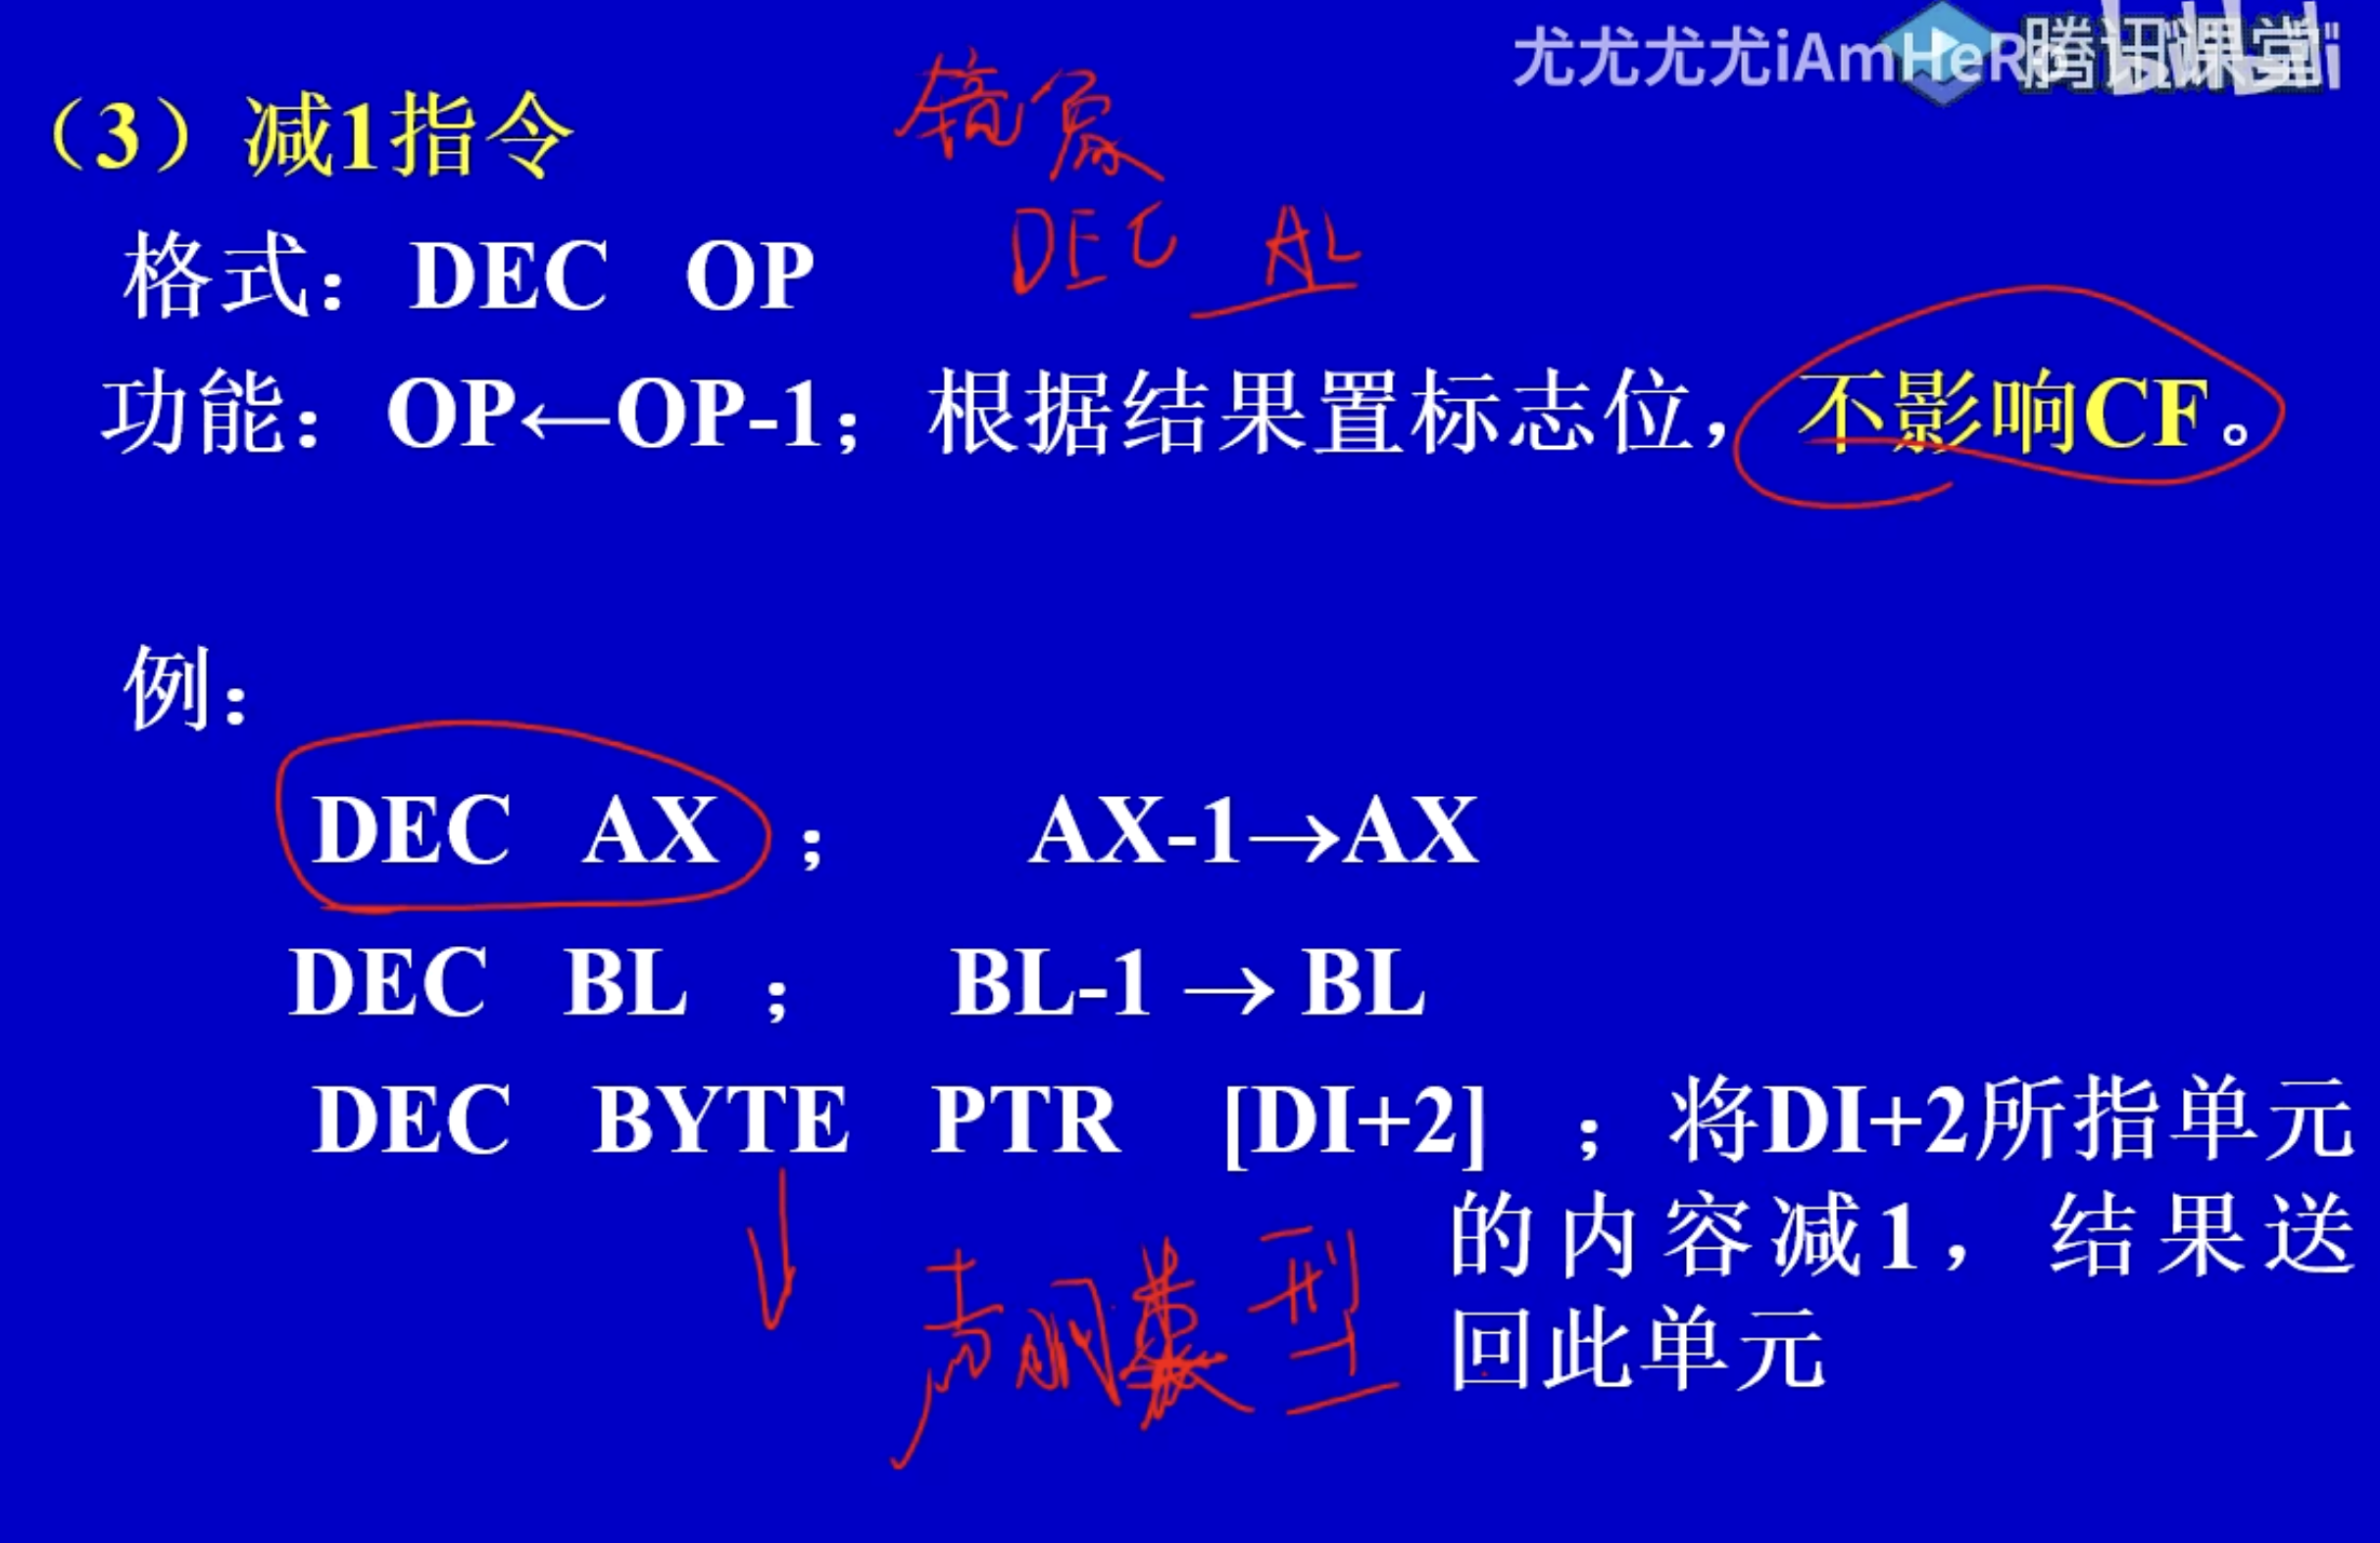 尤尤尤尤iAmHeR
腾讯课堂
（3）减1指令
镜象
格式：DEC OP
DEC AL
功能：OP←OP-1；根据结果置标志位，不影响CF。
例：
DEC AX ； AX-1→AX
DEC BL ； BL-1 → BL
DEC BYTE PTR [DI+2] ；将DI+2所指单元
的内容减1，结果送
回此单元
声明类型